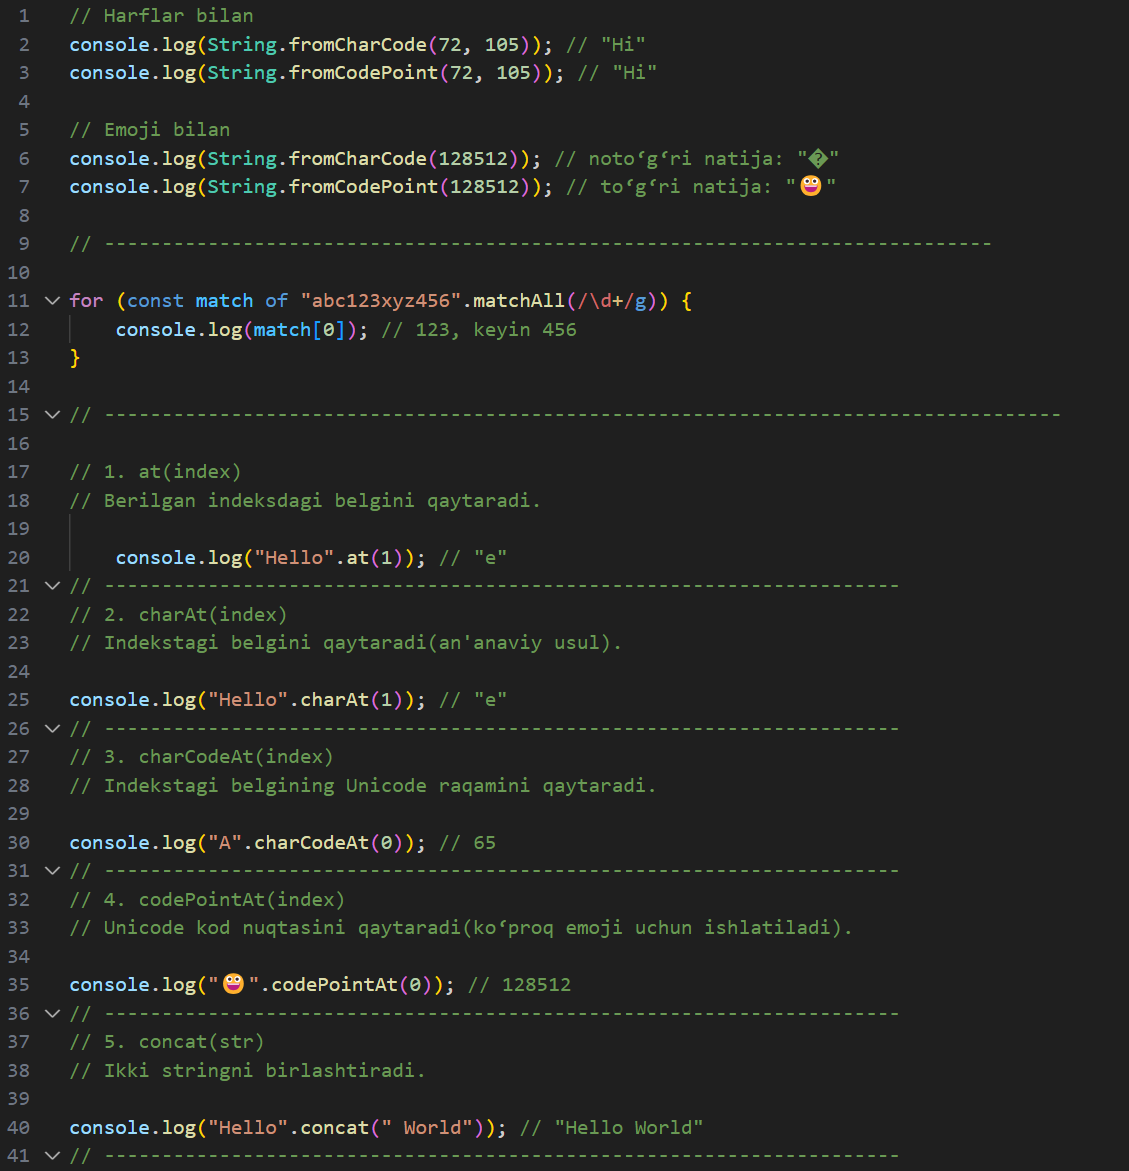 1 // Harflar bilan
2 console.log(String.fromCharCode(72, 105)); // "Hi"
3 console.log(String.fromCodePoint(72, 105)); // "Hi"
4
5 // Emoji bilan
6 console.log(String.fromCharCode(128512)); // notoʻgʻri natija: "�"
7 console.log(String.fromCodePoint(128512)); // toʻgʻri natija: "😀"
8
9 // -----------------------------------------------------------------------------
10
11 for (const match of "abc123xyz456".matchAll(/\d+/g)) {
12     console.log(match[0]); // 123, keyin 456
13 }
14
15 // -----------------------------------------------------------------------------------
16
17 // 1. at(index)
18 // Berilgan indeksdagi belgini qaytaradi.
19
20     console.log("Hello".at(1)); // "e"
21 // ---------------------------------------------------------------------
22 // 2. charAt(index)
23 // Indekstagi belgini qaytaradi(an'anaviy usul).
24
25 console.log("Hello".charAt(1)); // "e"
26 // ---------------------------------------------------------------------
27 // 3. charCodeAt(index)
28 // Indekstagi belgining Unicode raqamini qaytaradi.
29
30 console.log("A".charCodeAt(0)); // 65
31 // ---------------------------------------------------------------------
32 // 4. codePointAt(index)
33 // Unicode kod nuqtasini qaytaradi(koʻproq emoji uchun ishlatiladi).
34
35 console.log("😀".codePointAt(0)); // 128512
36 // ---------------------------------------------------------------------
37 // 5. concat(str)
38 // Ikki stringni birlashtiradi.
39
40 console.log("Hello".concat(" World")); // "Hello World"
41 // ---------------------------------------------------------------------